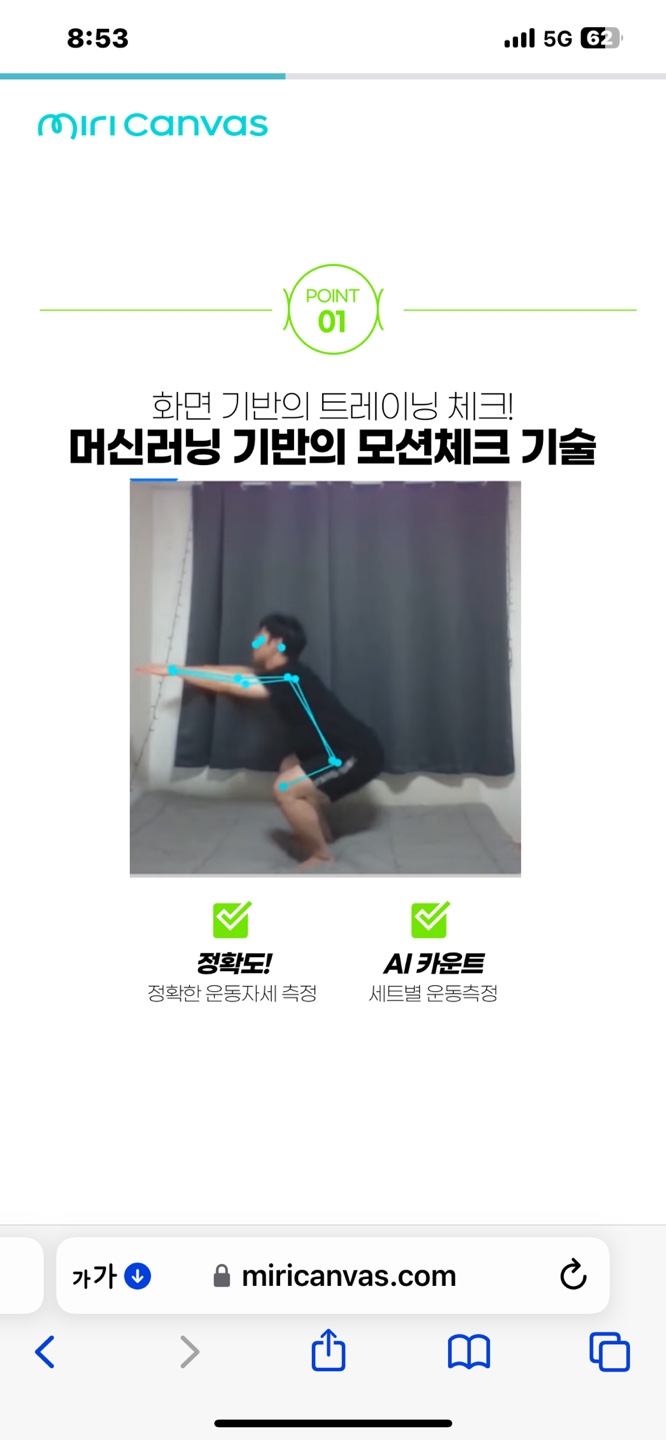 8:53
5G 62
miri canvas
POINT
01
화면 기반의 트레이닝 체크!
머신러닝 기반의 모션체크 기술
정확도!
AI 카운트
정확한 운동자세 측정
세트별 운동측정
가가
miricanvas.com